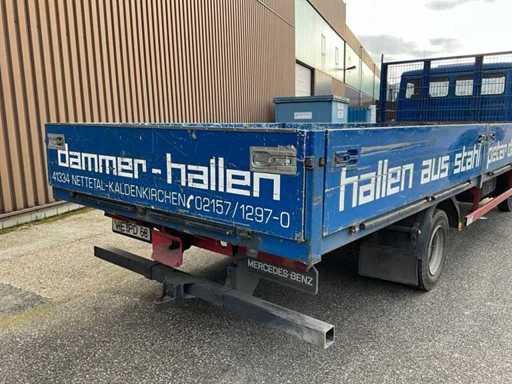 dammer-hallen
41334 NETTETAL-KALDENKIRCHEN 02157/1297-0
hallen aus stahl
MERCEDES-BENZ